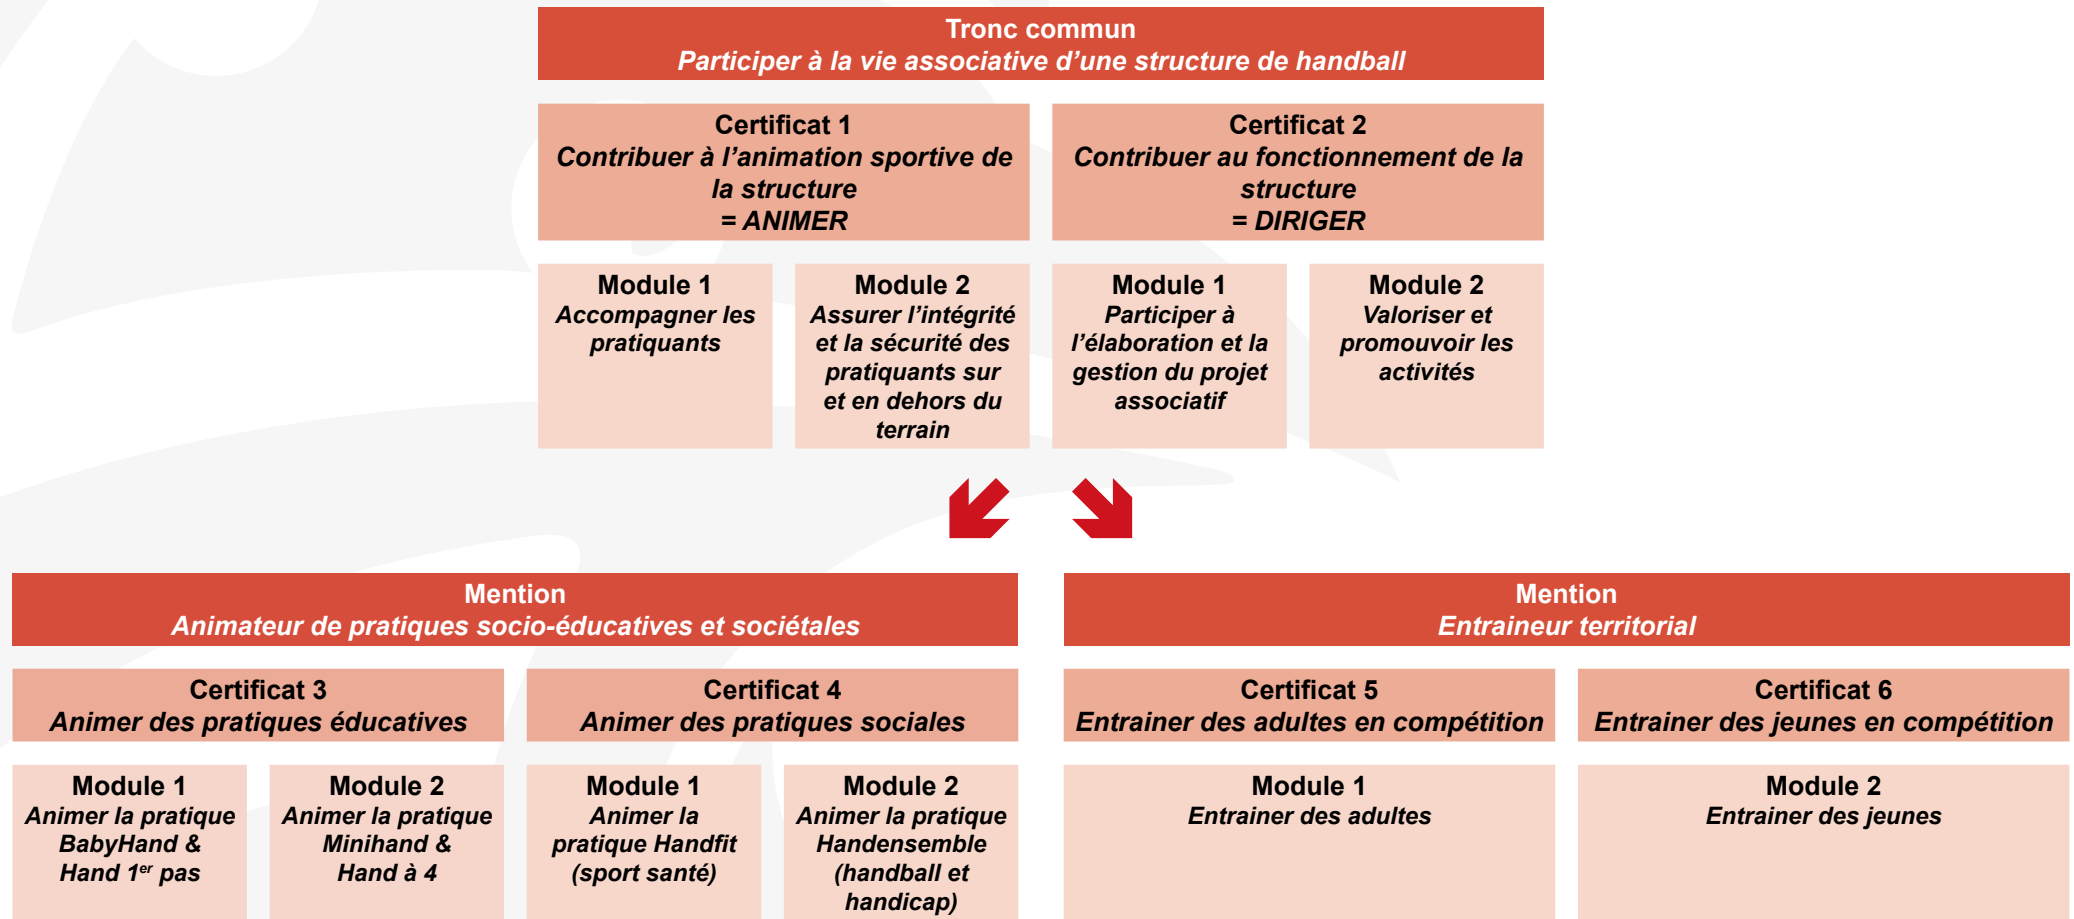 Tronc commun
Participer à la vie associative d’une structure de handball
Certificat 1
Contribuer à l’animation sportive de
la structure
= ANIMER
Certificat 2
Contribuer au fonctionnement de la
structure
= DIRIGER
Module 1
Accompagner les
pratiquants
Module 2
Assurer l’intégrité
et la sécurité des
pratiquants sur
et en dehors du
terrain
Module 1
Participer à
l’élaboration et la
gestion du projet
associatif
Module 2
Valoriser et
promouvoir les
activités
Mention
Animateur de pratiques socio-éducatives et sociétales
Certificat 3
Animer des pratiques éducatives
Certificat 4
Animer des pratiques sociales
Module 1
Animer la pratique
BabyHand &
Hand 1er pas
Module 2
Animer la pratique
Minihand &
Hand à 4
Module 1
Animer la
pratique Handfit
(sport santé)
Module 2
Animer la pratique
Handensemble
(handball et
handicap)
Mention
Entraineur territorial
Certificat 5
Entrainer des adultes en compétition
Certificat 6
Entrainer des jeunes en compétition
Module 1
Entrainer des adultes
Module 2
Entrainer des jeunes